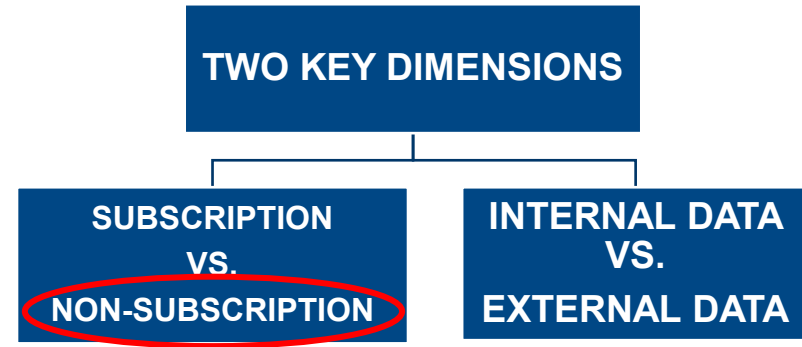 TWO KEY DIMENSIONS
SUBSCRIPTION
VS.
NON-SUBSCRIPTION
INTERNAL DATA
VS.
EXTERNAL DATA